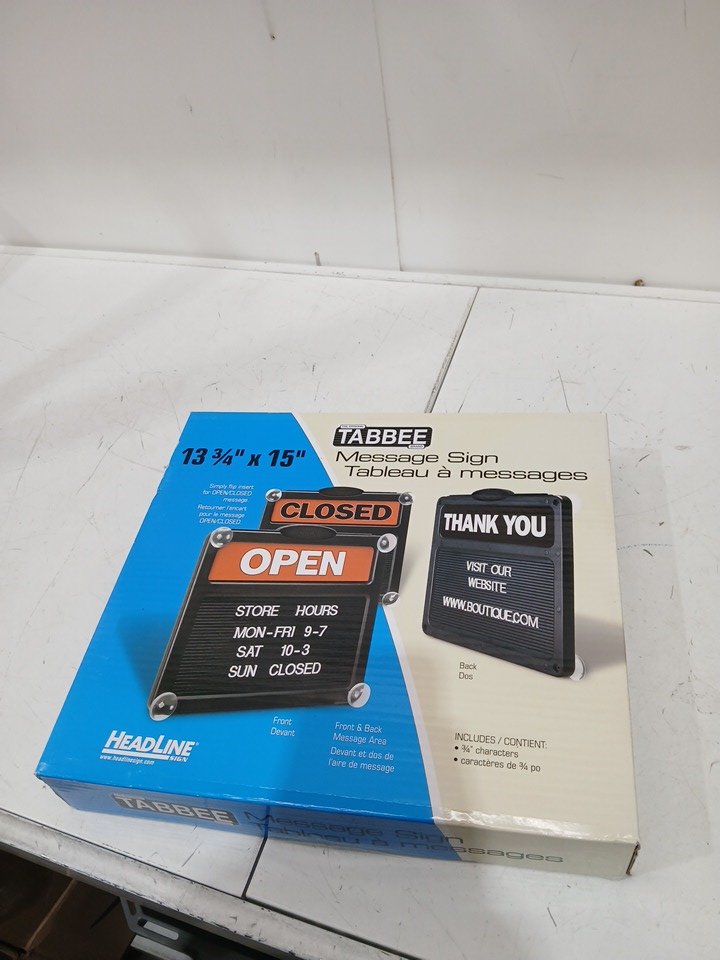 13 ¾" x 15"
TABBEE
Message Sign
Tableau à messages
Simply flip insert
for OPEN/CLOSED
message
Retourner l'encart
pour le message
OPEN/CLOSED
CLOSED
OPEN
STORE HOURS
MON-FRI 9-7
SAT 10-3
SUN CLOSED
THANK YOU
VISIT OUR
WEBSITE
WWW.BOUTIQUE.COM
Back
Dos
Front
Devant
Front & Back
Message Area
Devant et dos de
l'aire de message
INCLUDES / CONTIENT:
• ¾" characters
• caractères de ¾ po
HEADLINE®
SIGN
www.headlinesign.com
TABBEE
Message Sign
Tableau à messages